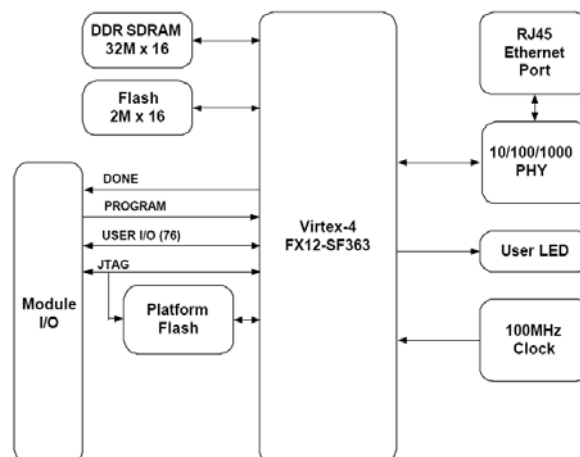 DDR SDRAM
32M x 16
Flash
2M x 16
DONE
PROGRAM
USER I/O (76)
JTAG
Module
I/O
Platform
Flash
Virtex-4
FX12-SF363
RJ45
Ethernet
Port
10/100/1000
PHY
User LED
100MHz
Clock